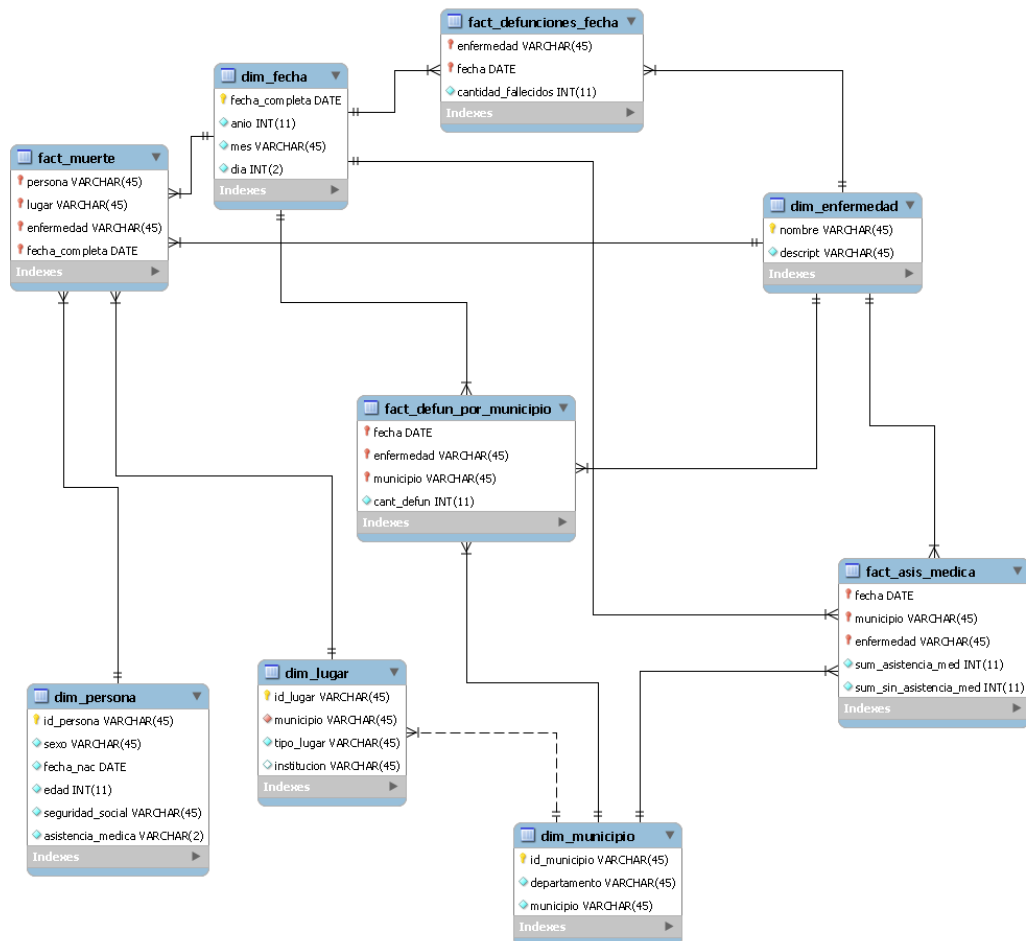 fact_defunciones_fecha
enfermedad VARCHAR(45)
fecha DATE
cantidad_fallecidos INT(11)
Indexes
dim_fecha
fecha_completa DATE
anio INT(11)
mes VARCHAR(45)
dia INT(2)
Indexes
fact_muerte
persona VARCHAR(45)
lugar VARCHAR(45)
enfermedad VARCHAR(45)
fecha_completa DATE
Indexes
dim_enfermedad
nombre VARCHAR(45)
descript VARCHAR(45)
Indexes
fact_defun_por_municipio
fecha DATE
enfermedad VARCHAR(45)
municipio VARCHAR(45)
cant_defun INT(11)
Indexes
fact_asis_medica
fecha DATE
municipio VARCHAR(45)
enfermedad VARCHAR(45)
sum_asistencia_med INT(11)
sum_sin_asistencia_med INT(11)
Indexes
dim_persona
id_persona VARCHAR(45)
sexo VARCHAR(45)
fecha_nac DATE
edad INT(11)
seguridad_social VARCHAR(45)
asistencia_medica VARCHAR(2)
Indexes
dim_lugar
id_lugar VARCHAR(45)
municipio VARCHAR(45)
tipo_lugar VARCHAR(45)
institucion VARCHAR(45)
Indexes
dim_municipio
id_municipio VARCHAR(45)
departamento VARCHAR(45)
municipio VARCHAR(45)
Indexes